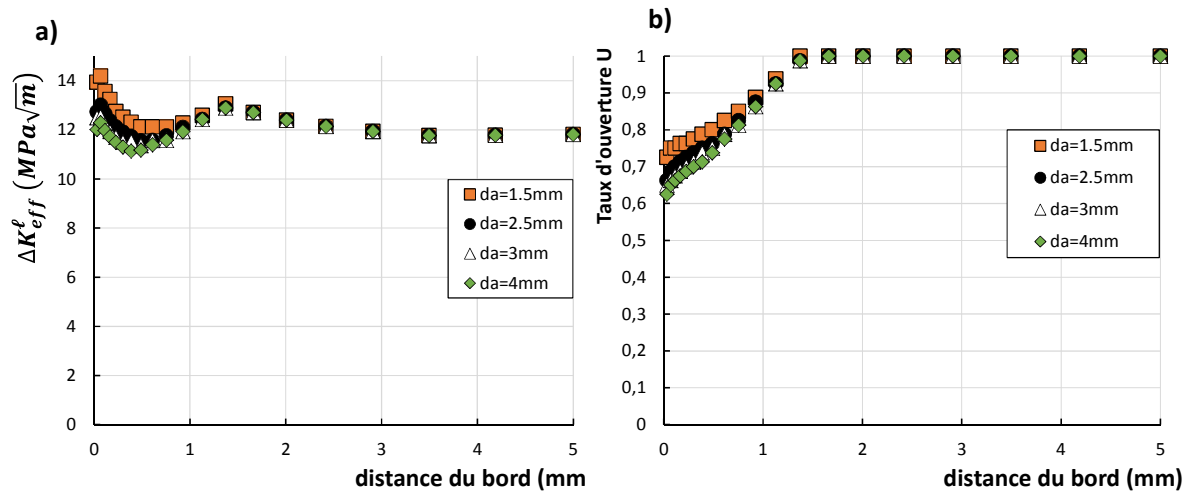 a)
ΔK^ℓ_eff (MPa√m)
14
12
10
8
6
4
2
0
0 1 2 3 4 5
distance du bord (mm
da=1.5mm
da=2.5mm
da=3mm
da=4mm
b)
Taux d'ouverture U
1
0,9
0,8
0,7
0,6
0,5
0,4
0,3
0,2
0,1
0
0 1 2 3 4 5
distance du bord (mm)
da=1.5mm
da=2.5mm
da=3mm
da=4mm